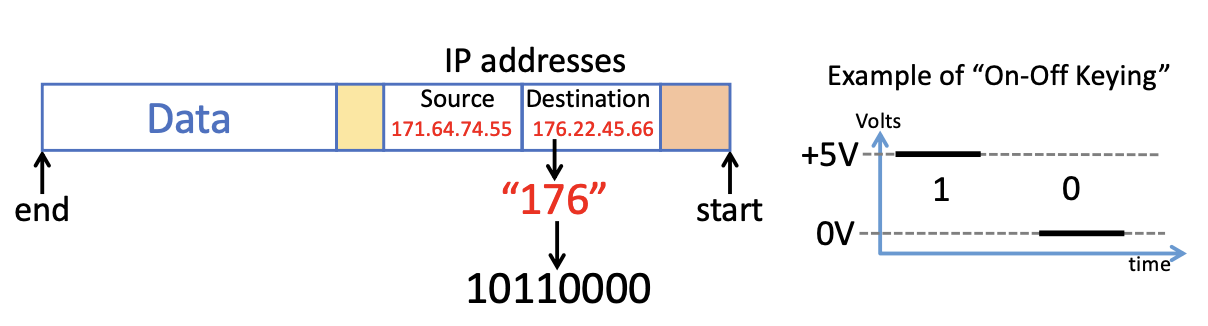 IP addresses
Data
Source
171.64.74.55
Destination
176.22.45.66
end
"176"
start
10110000
Example of “On-Off Keying”
Volts
+5V
1
0
0V
time